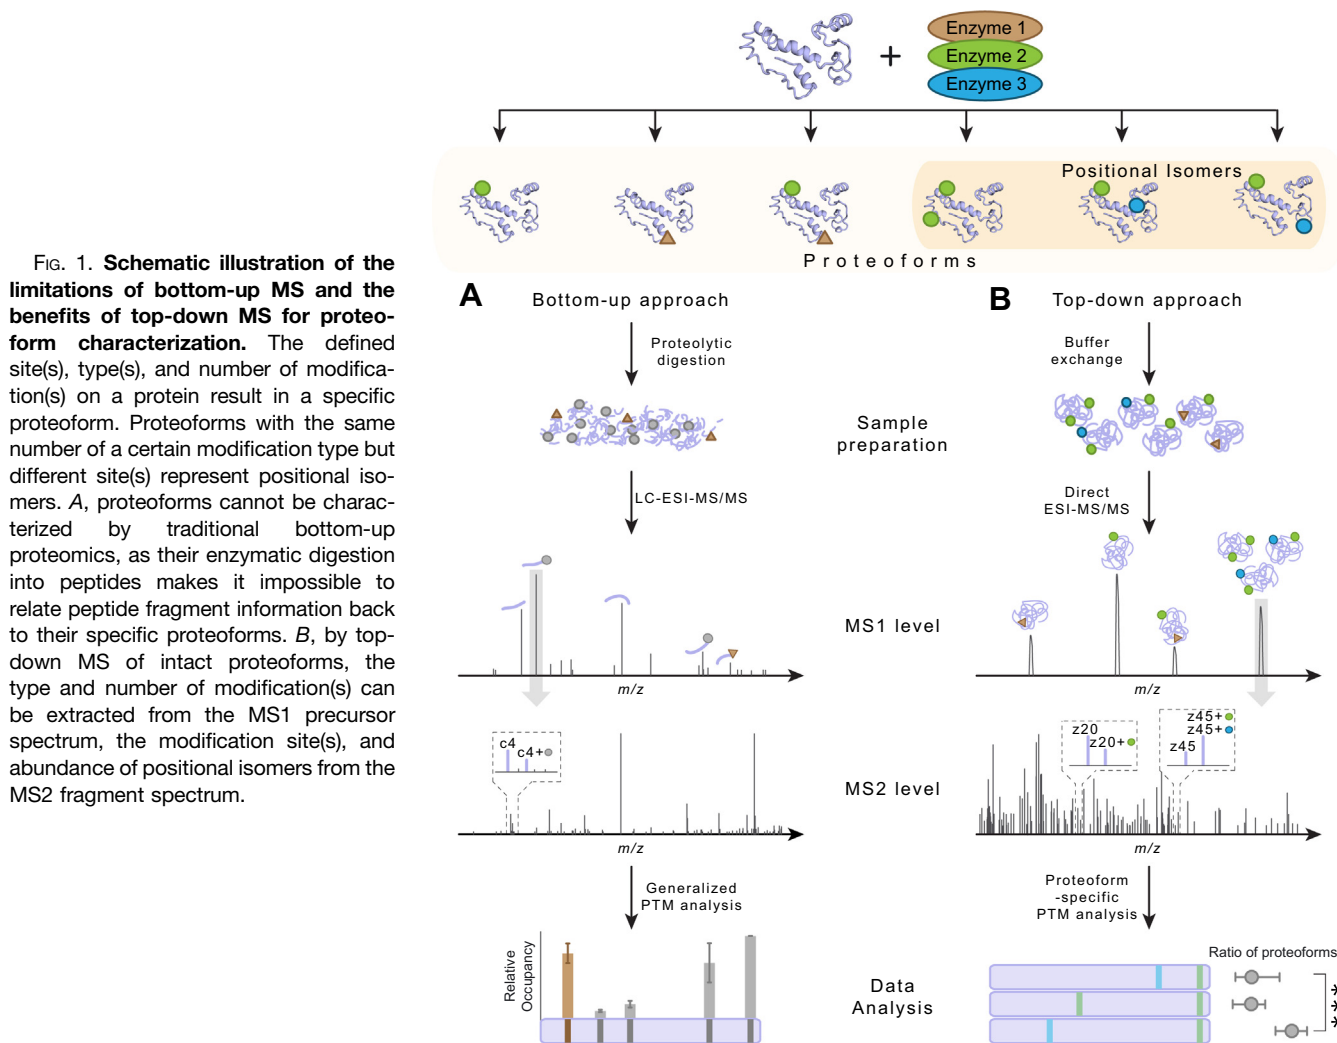 Enzyme 1
+
Enzyme 2
Enzyme 3
Positional Isomers
Proteoforms
FIG. 1. Schematic illustration of the
limitations of bottom-up MS and the
benefits of top-down MS for proteo-
form characterization. The defined
site(s), type(s), and number of modifica-
tion(s) on a protein result in a specific
proteoform. Proteoforms with the same
number of a certain modification type but
different site(s) represent positional iso-
mers. A, proteoforms cannot be charac-
terized by traditional bottom-up
proteomics, as their enzymatic digestion
into peptides makes it impossible to
relate peptide fragment information back
to their specific proteoforms. B, by top-
down MS of intact proteoforms, the
type and number of modification(s) can
be extracted from the MS1 precursor
spectrum, the modification site(s), and
abundance of positional isomers from the
MS2 fragment spectrum.
A
Bottom-up approach
Proteolytic
digestion
LC-ESI-MS/MS
m/z
c4
c4+
m/z
Generalized
PTM analysis
Relative
Occupancy
Sample
preparation
MS1 level
MS2 level
Data
Analysis
B
Top-down approach
Buffer
exchange
Direct
ESI-MS/MS
m/z
z20
z20+
z45+
z45+
z45
m/z
Proteoform
-specific
PTM analysis
Ratio of proteoforms
***